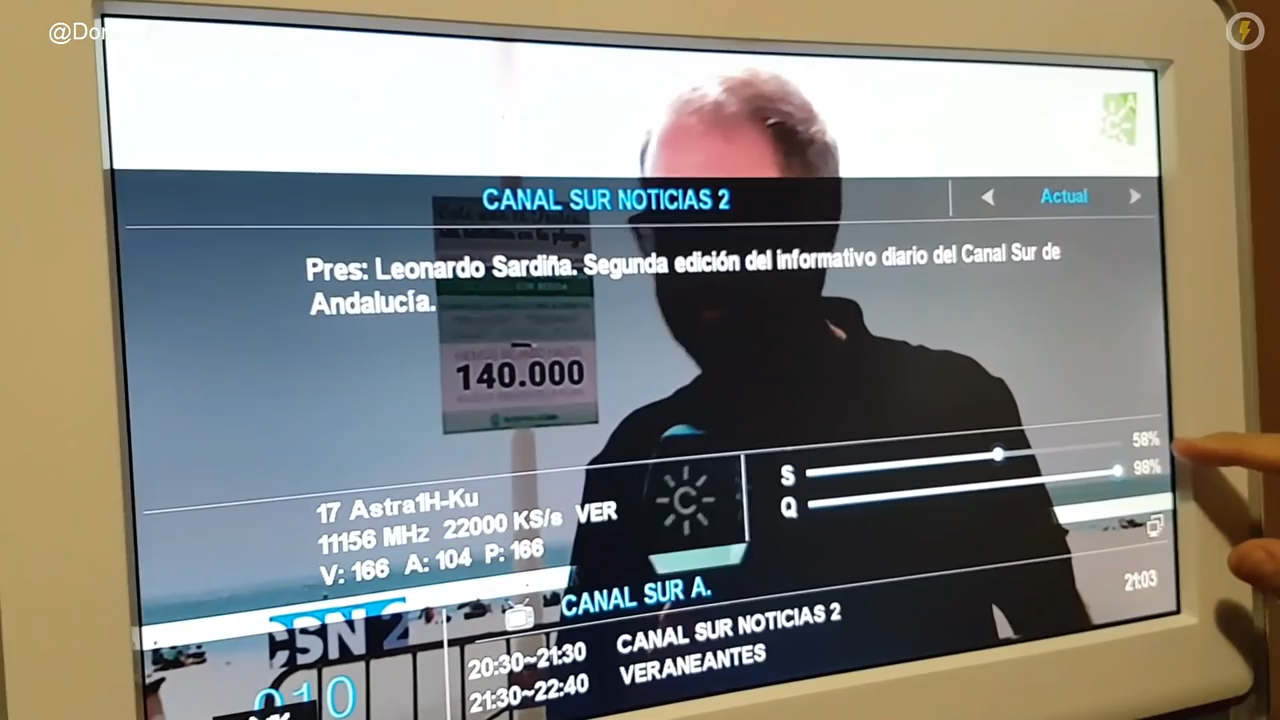 @Do
CANAL SUR NOTICIAS 2
Actual
Pres: Leonardo Sardiña. Segunda edición del informativo diario del Canal Sur de
Andalucía.
140.000
S 58%
Q 98%
17 Astra1H-Ku
11156 MHz 22000 KS/s VER
V: 166 A: 104 P: 166
CANAL SUR A.
21:03
CSN 2
010
20:30~21:30 CANAL SUR NOTICIAS 2
21:30~22:40 VERANEANTES